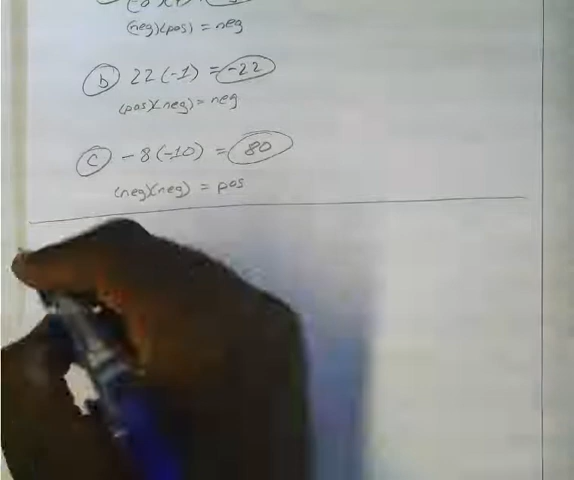 (neg)(pos) = neg
(b) 22(-1) = -22
(pos)(neg) = neg
(c) -8(-10) = 80
(neg)(neg) = pos